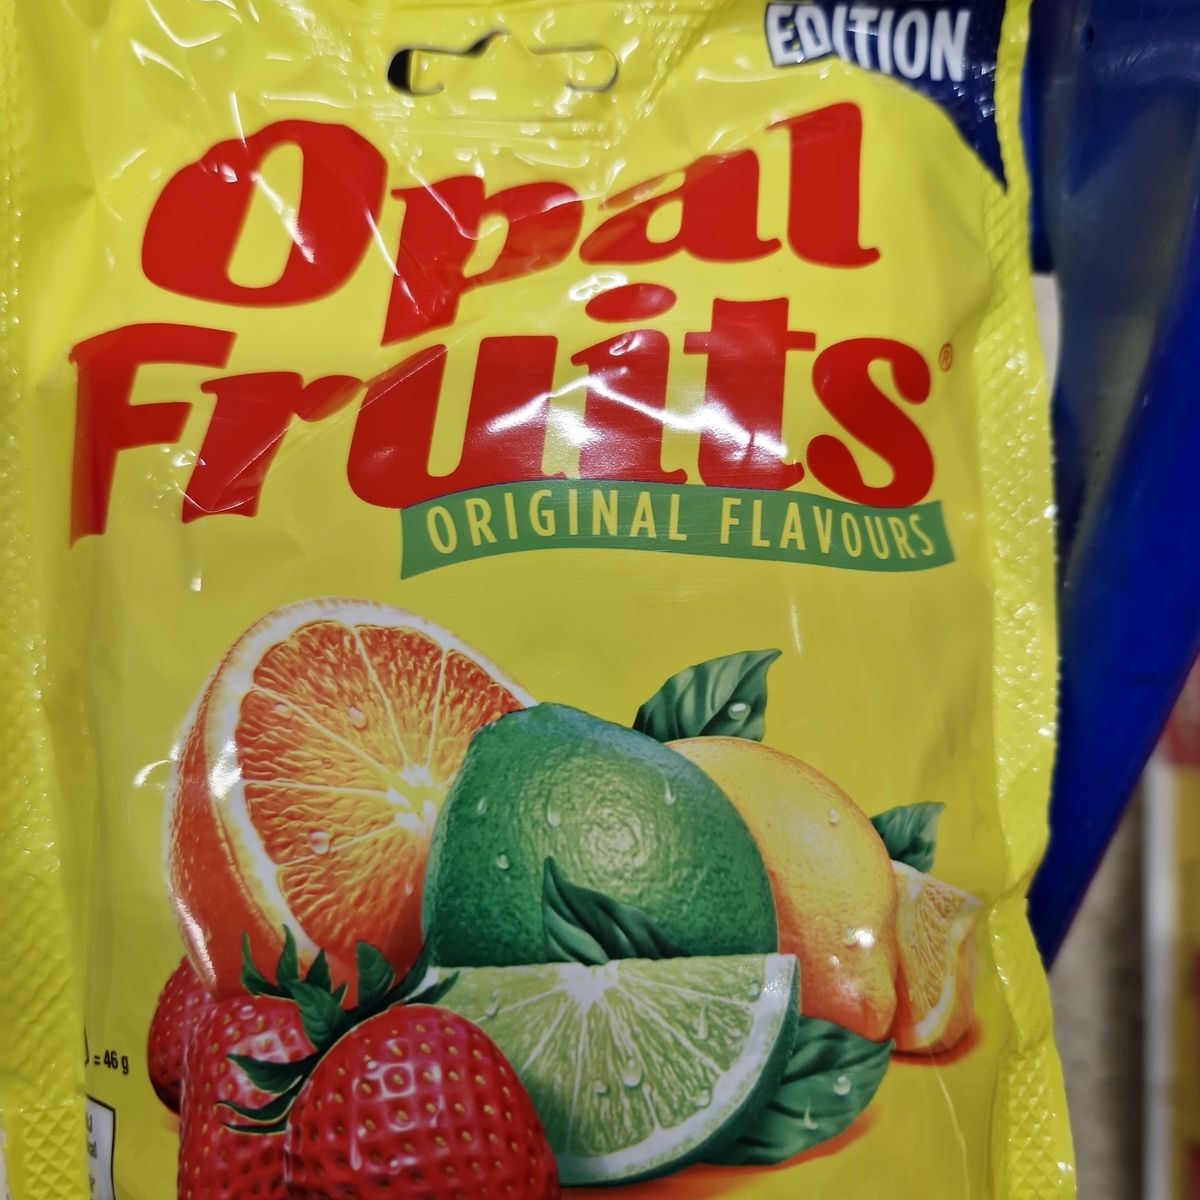 EDITION
Opal
Fruits®
ORIGINAL FLAVOURS
= 46 g